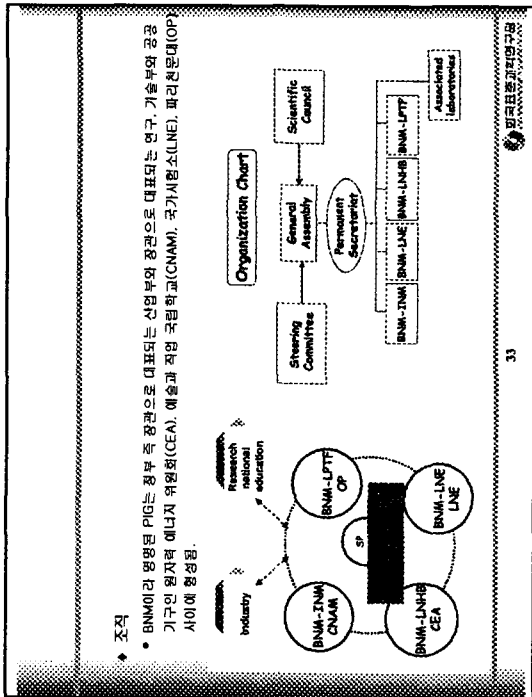 ◆ 조직
• BNM이라 명명된 PIG는 정부 즉 장관으로 대표되는 산업부와 장관으로 대표되는 연구, 기술부와 공공
기구인 원자력 에너지 위원회(CEA), 예술과 직업 국립학교(CNAM), 국가시험소(LNE), 파리천문대(OP)
사이에 형성됨.
Industry
Research
national
education
BNM-INM
CNAM
BNM-LPTF
OP
SP
BNM-LNHB
CEA
BNM-LNE
LNE
Organization Chart
Steering
Committee
General
Assembly
Scientific
Council
Permanent
Secretariat
BNM-INM
BNM-LNE
BNM-LNHB
BNM-LPTF
Associated
laboratories
33
한국표준과학연구원